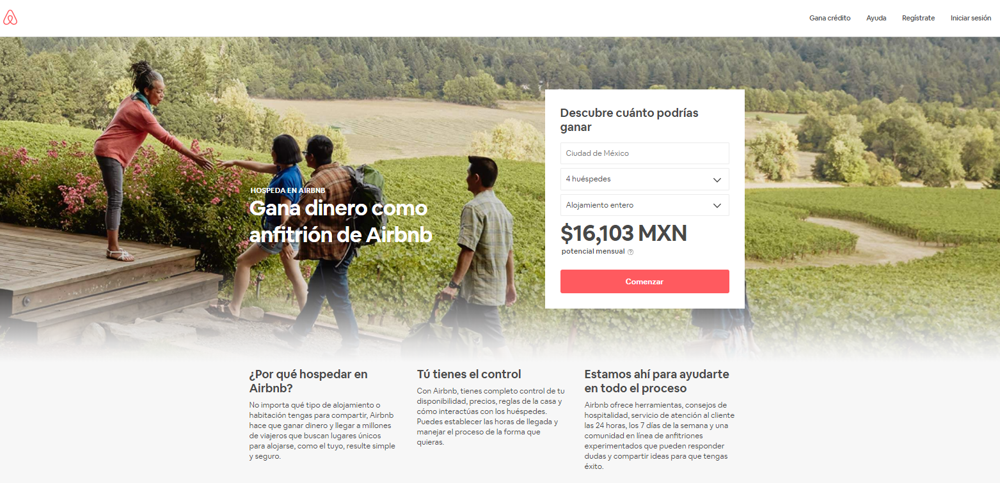 Gana crédito Ayuda Regístrate Iniciar sesión
HOSPEDA EN AIRBNB
Gana dinero como
anfitrión de Airbnb
Descubre cuánto podrías
ganar
Ciudad de México
4 huéspedes
Alojamiento entero
$16,103 MXN
potencial mensual ?
Comenzar
¿Por qué hospedar en
Airbnb?
No importa qué tipo de alojamiento o
habitación tengas para compartir, Airbnb
hace que ganar dinero y llegar a millones
de viajeros que buscan lugares únicos
para alojarse, como el tuyo, resulte simple
y seguro.
Tú tienes el control
Con Airbnb, tienes completo control de tu
disponibilidad, precios, reglas de la casa y
cómo interactúas con los huéspedes.
Puedes establecer las horas de llegada y
manejar el proceso de la forma que
quieras.
Estamos ahí para ayudarte
en todo el proceso
Airbnb ofrece herramientas, consejos de
hospitalidad, servicio de atención al cliente
las 24 horas, los 7 días de la semana y una
comunidad en línea de anfitriones
experimentados que pueden responder
dudas y compartir ideas para que tengas
éxito.